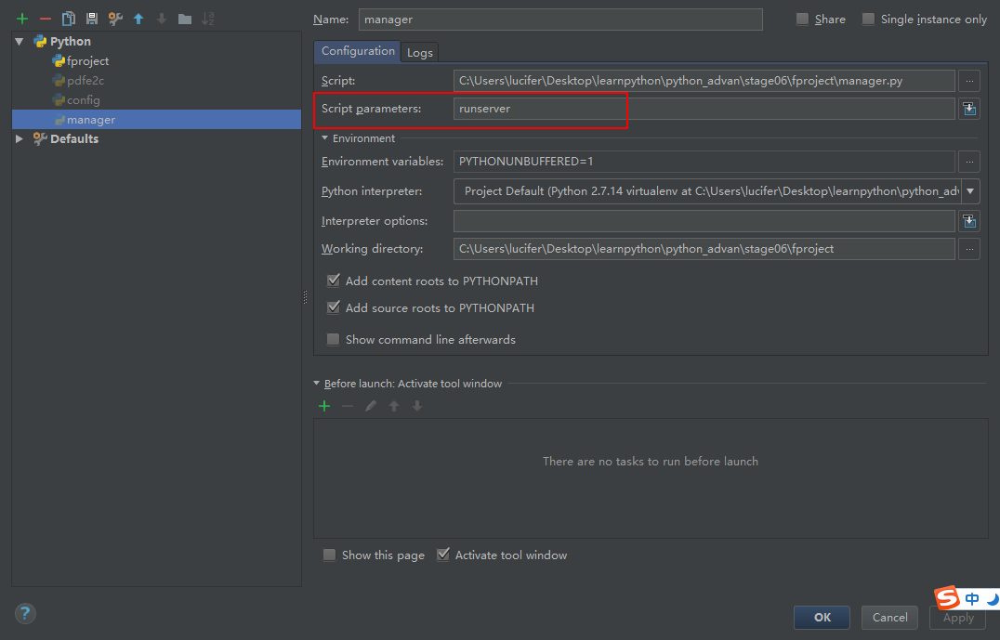 Name: manager Share Single instance only
Python
fproject
pdfe2c
config
manager
Defaults
Configuration Logs
Script: C:\Users\lucifer\Desktop\learnpython\python_advan\stage06\fproject\manager.py ...
Script parameters: runserver
Environment
Environment variables: PYTHONUNBUFFERED=1 ...
Python interpreter: Project Default (Python 2.7.14 virtualenv at C:\Users\lucifer\Desktop\learnpython\python_adv
Interpreter options:
Working directory: C:\Users\lucifer\Desktop\learnpython\python_advan\stage06\fproject ...
Add content roots to PYTHONPATH
Add source roots to PYTHONPATH
Show command line afterwards
Before launch: Activate tool window
There are no tasks to run before launch
Show this page Activate tool window
? S 中
OK Cancel Apply